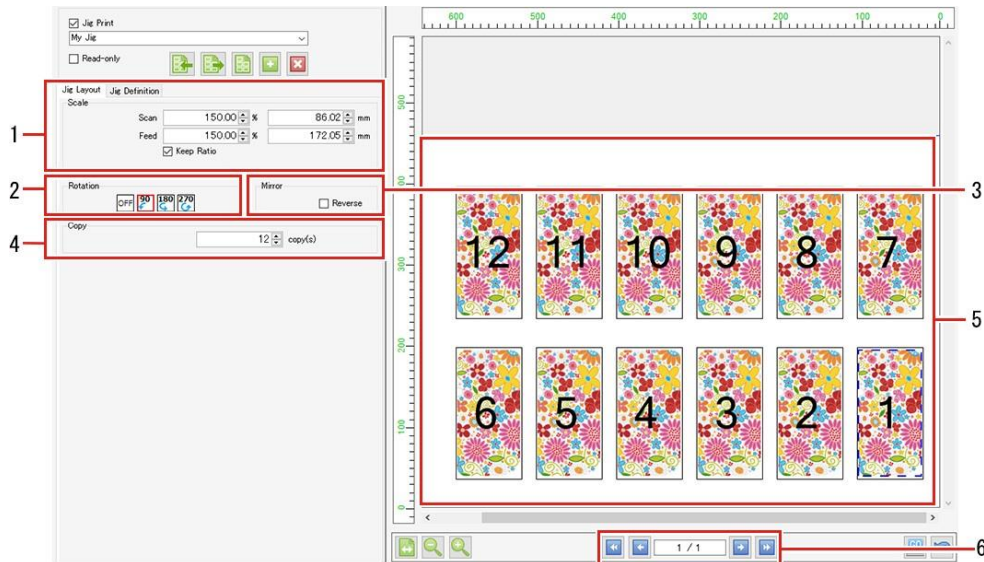 Jig Print
My Jig
Read-only
Jig Layout Jig Definition
Scale
Scan 150.00 % 86.02 mm
Feed 150.00 % 172.05 mm
Keep Ratio
Rotation
OFF 90 180 270
Mirror
Reverse
Copy
12 copy(s)
1
2
3
4
5
6
600 500 400 300 200 100 0
500
300
200
100
0
12 11 10 9 8 7
6 5 4 3 2 1
1 / 1